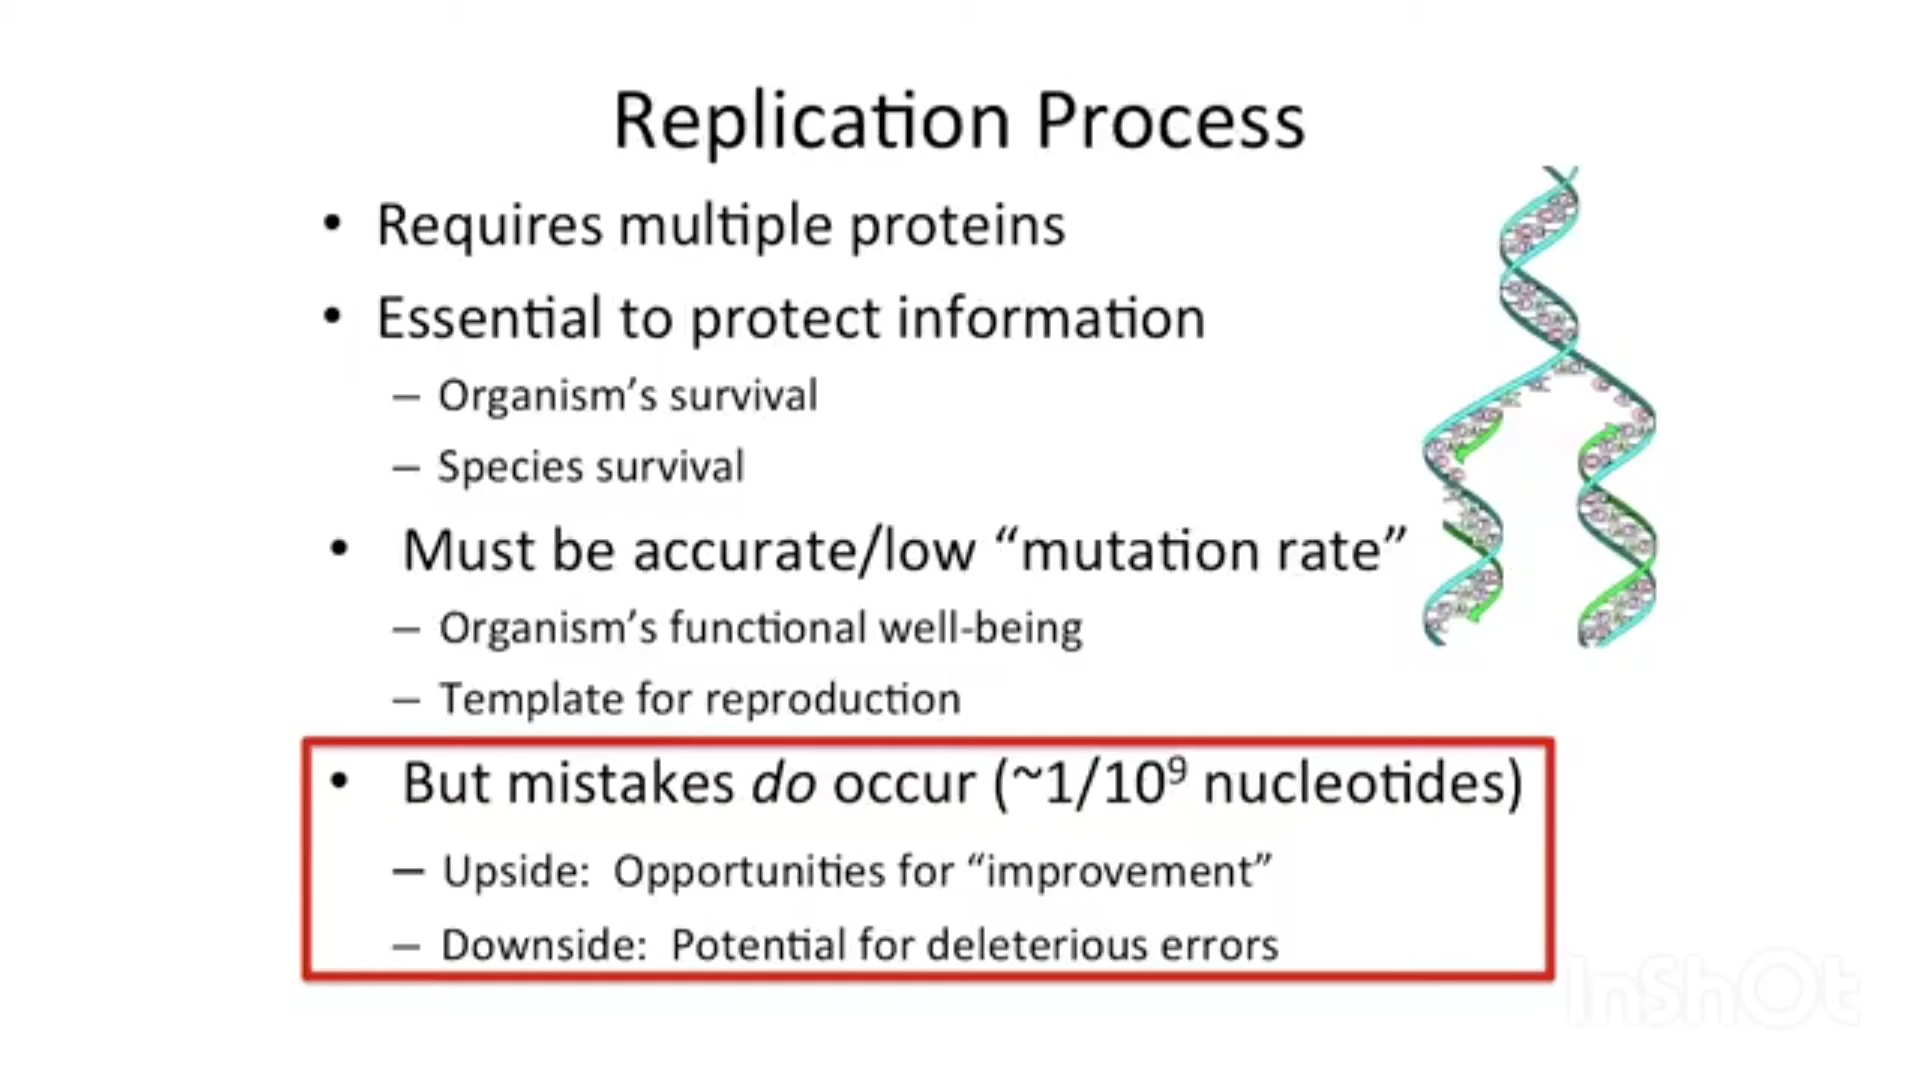 Replication Process
• Requires multiple proteins
• Essential to protect information
– Organism’s survival
– Species survival
• Must be accurate/low “mutation rate”
– Organism’s functional well-being
– Template for reproduction
• But mistakes do occur (~1/10⁹ nucleotides)
– Upside: Opportunities for “improvement”
– Downside: Potential for deleterious errors
InShOt